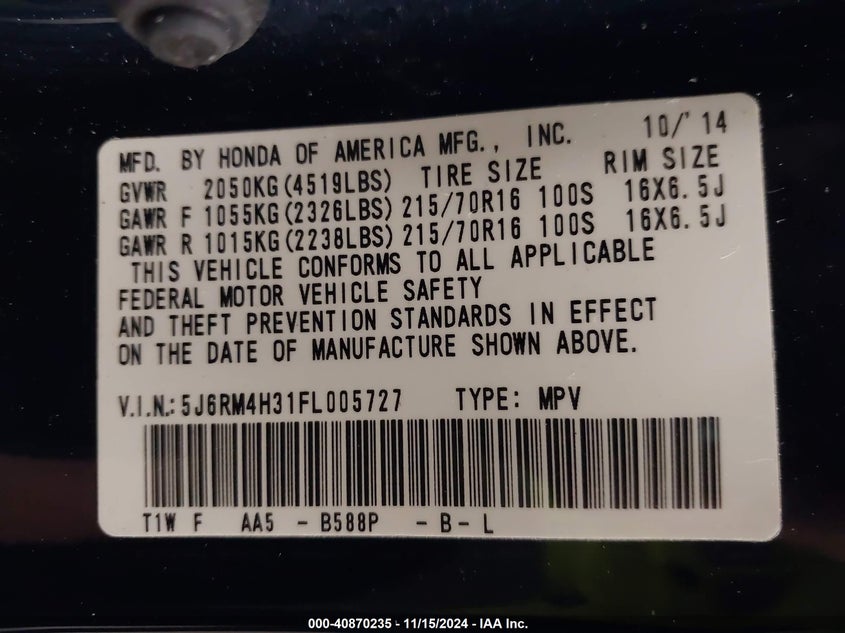 MFD. BY HONDA OF AMERICA MFG., INC. 10/'14
GVWR 2050KG(4519LBS) TIRE SIZE RIM SIZE
GAWR F 1055KG(2326LBS) 215/70R16 100S 16X6.5J
GAWR R 1015KG(2238LBS) 215/70R16 100S 16X6.5J
THIS VEHICLE CONFORMS TO ALL APPLICABLE
FEDERAL MOTOR VEHICLE SAFETY
AND THEFT PREVENTION STANDARDS IN EFFECT
ON THE DATE OF MANUFACTURE SHOWN ABOVE.
V.I.N.: 5J6RM4H31FL005727 TYPE: MPV
T1W F AA5 - B588P - B - L
000-40870235 - 11/15/2024 - IAA Inc.